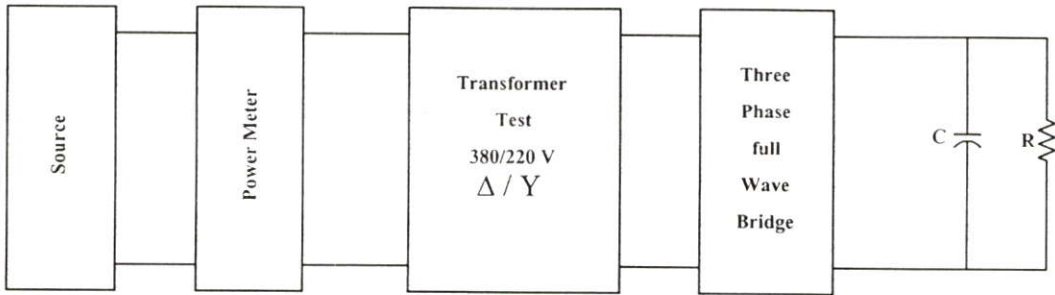 Source
Power Meter
Transformer
Test
380/220 V
Δ / Y
Three
Phase
full
Wave
Bridge
C
R